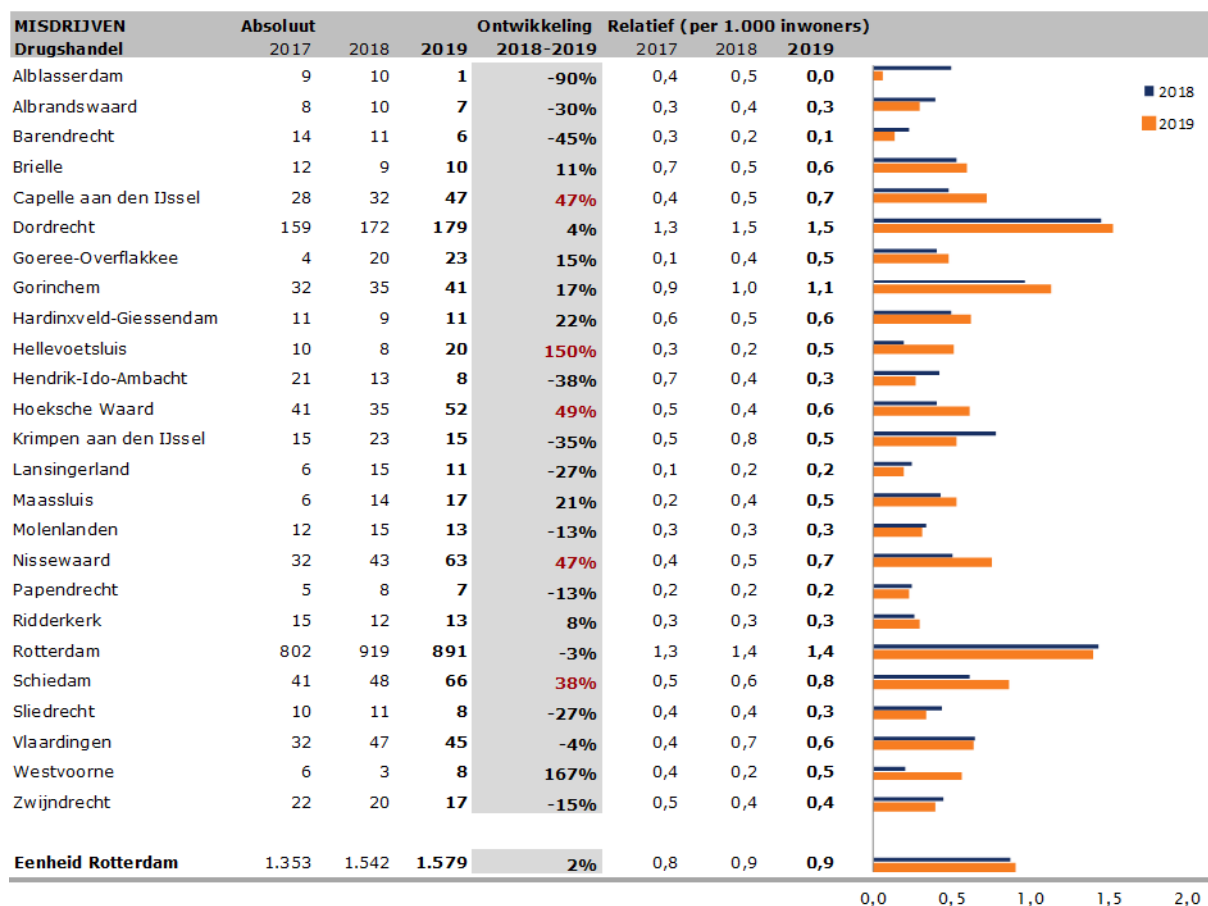 MISDRIJVEN Absoluut Ontwikkeling Relatief (per 1.000 inwoners)
Drugshandel 2017 2018 2019 2018-2019 2017 2018 2019
Alblasserdam 9 10 1 -90% 0,4 0,5 0,0
2018
Albrandswaard 8 10 7 -30% 0,3 0,4 0,3
2019
Barendrecht 14 11 6 -45% 0,3 0,2 0,1
Brielle 12 9 10 11% 0,7 0,5 0,6
Capelle aan den IJssel 28 32 47 47% 0,4 0,5 0,7
Dordrecht 159 172 179 4% 1,3 1,5 1,5
Goeree-Overflakkee 4 20 23 15% 0,1 0,4 0,5
Gorinchem 32 35 41 17% 0,9 1,0 1,1
Hardinxveld-Giessendam 11 9 11 22% 0,6 0,5 0,6
Hellevoetsluis 10 8 20 150% 0,3 0,2 0,5
Hendrik-Ido-Ambacht 21 13 8 -38% 0,7 0,4 0,3
Hoeksche Waard 41 35 52 49% 0,5 0,4 0,6
Krimpen aan den IJssel 15 23 15 -35% 0,5 0,8 0,5
Lansingerland 6 15 11 -27% 0,1 0,2 0,2
Maassluis 6 14 17 21% 0,2 0,4 0,5
Molenlanden 12 15 13 -13% 0,3 0,3 0,3
Nissewaard 32 43 63 47% 0,4 0,5 0,7
Papendrecht 5 8 7 -13% 0,2 0,2 0,2
Ridderkerk 15 12 13 8% 0,3 0,3 0,3
Rotterdam 802 919 891 -3% 1,3 1,4 1,4
Schiedam 41 48 66 38% 0,5 0,6 0,8
Sliedrecht 10 11 8 -27% 0,4 0,4 0,3
Vlaardingen 32 47 45 -4% 0,4 0,7 0,6
Westvoorne 6 3 8 167% 0,4 0,2 0,5
Zwijndrecht 22 20 17 -15% 0,5 0,4 0,4
Eenheid Rotterdam 1.353 1.542 1.579 2% 0,8 0,9 0,9
0,0 0,5 1,0 1,5 2,0